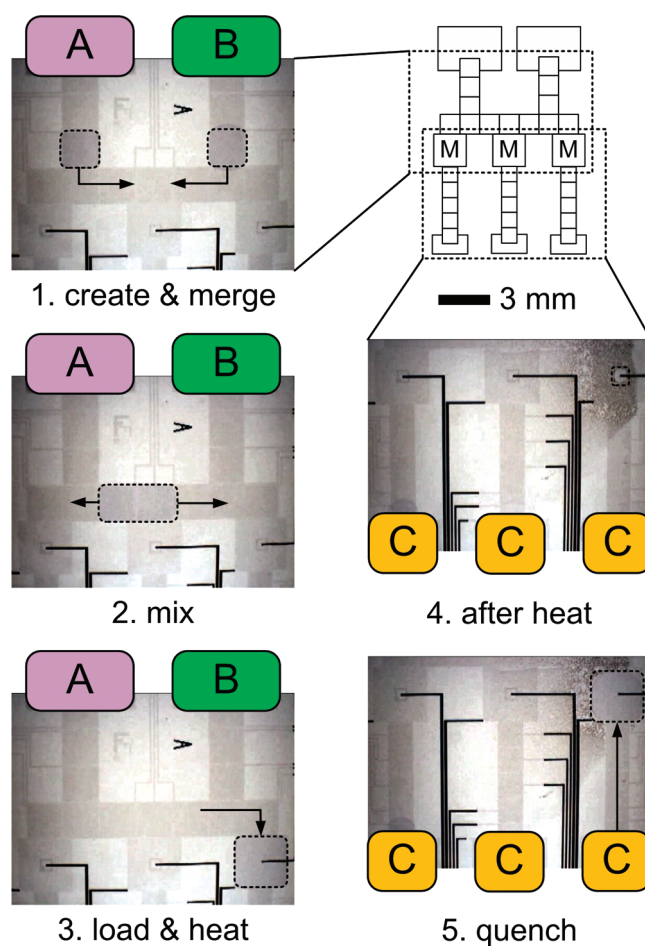 A B
1. create & merge
M M M
3 mm
A B
2. mix
C C C
4. after heat
A B
3. load & heat
C C C
5. quench